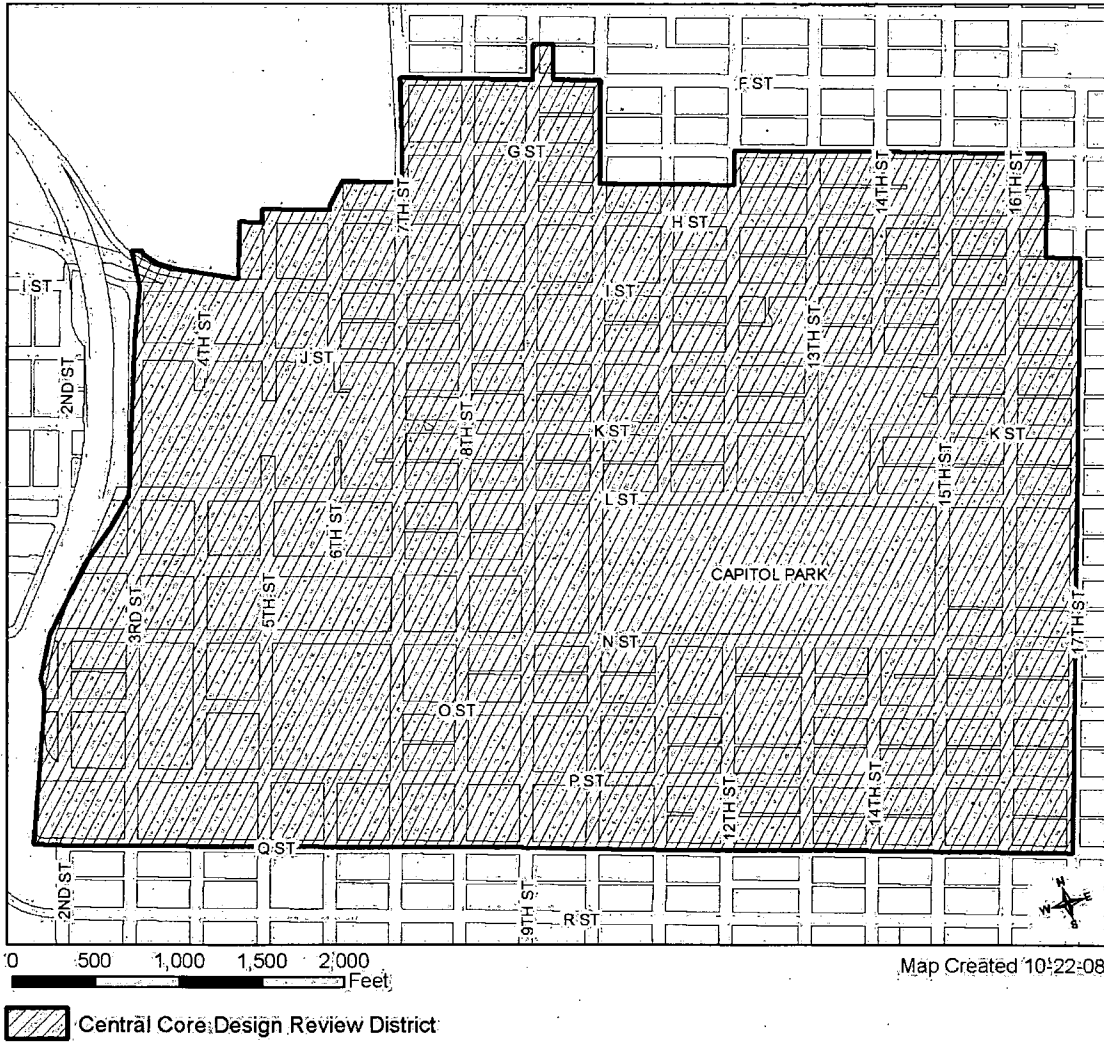 F ST
G ST
7TH ST
14TH ST
16TH ST
H ST
I ST
I ST
4TH ST
J ST
13TH ST
2ND ST
8TH ST
K ST
K ST
15TH ST
L ST
6TH ST
CAPITOL PARK
3RD ST
5TH ST
17TH ST
N ST
O ST
P ST
12TH ST
14TH ST
Q ST
2ND ST
9TH ST
R ST
N
W E
S
0 500 1,000 1,500 2,000
Feet
Map Created 10-22-08
Central Core Design Review District